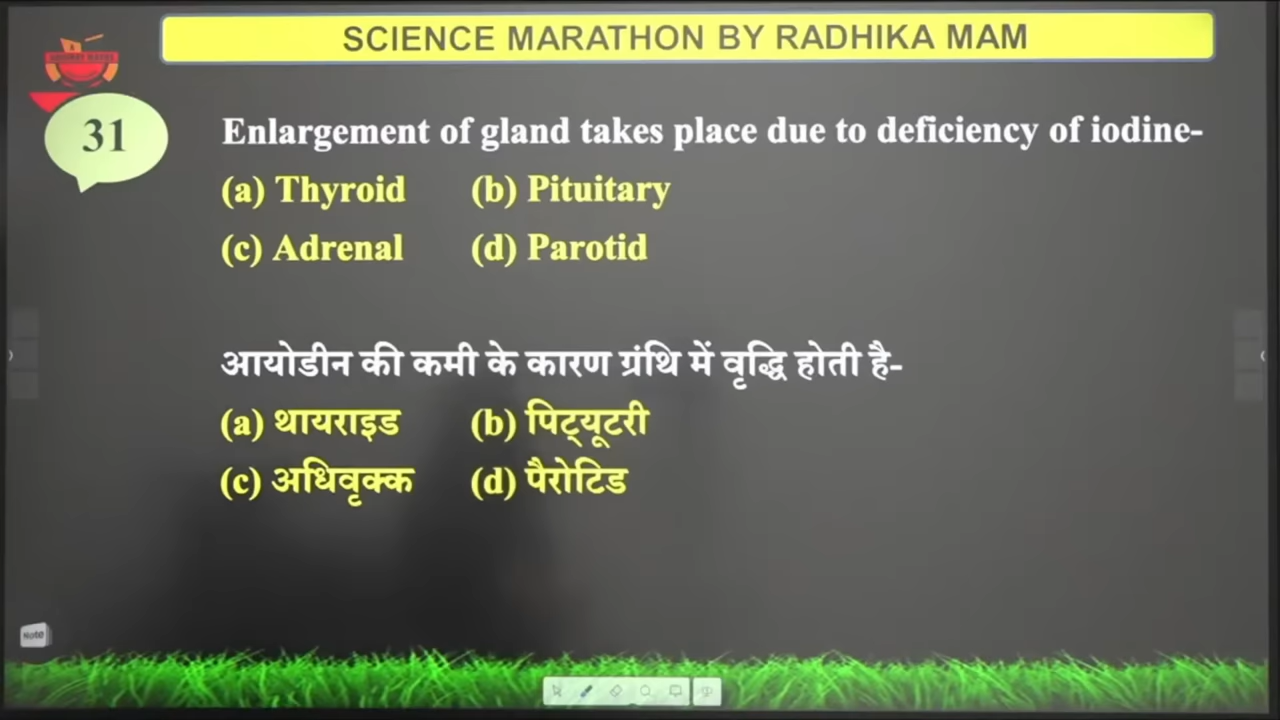 SCIENCE MARATHON BY RADHIKA MAM
31
Enlargement of gland takes place due to deficiency of iodine-
(a) Thyroid (b) Pituitary
(c) Adrenal (d) Parotid
आयोडीन की कमी के कारण ग्रंथि में वृद्धि होती है-
(a) थायराइड (b) पिट्यूटरी
(c) अधिवृक्क (d) पैरोटिड
Note